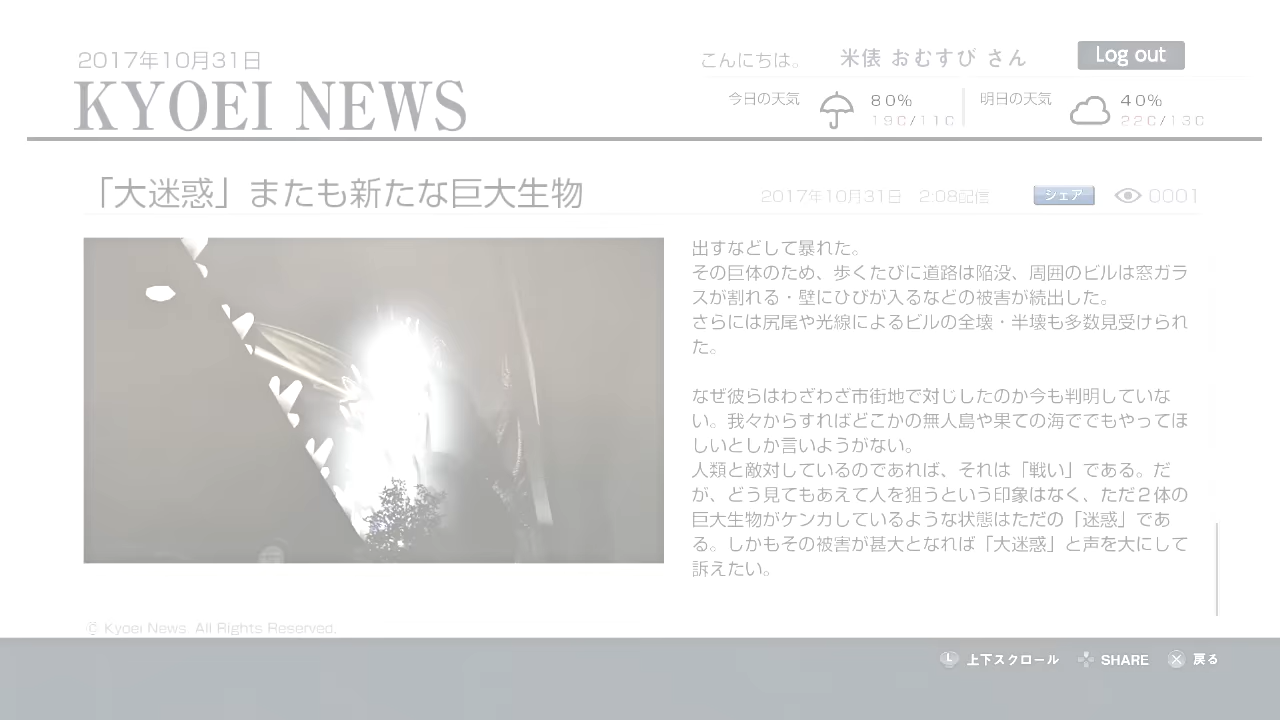 2017年10月31日
こんにちは。 米俵 おむすび さん
Log out
KYOEI NEWS
今日の天気 80% 19C/11C
明日の天気 40% 22C/13C
「大迷惑」またも新たな巨大生物
2017年10月31日 2:08配信 シェア 0001
出すなどして暴れた。
その巨体のため、歩くたびに道路は陥没、周囲のビルは窓ガラ
スが割れる・壁にひびが入るなどの被害が続出した。
さらには尻尾や光線によるビルの全壊・半壊も多数見受けられ
た。
なぜ彼らはわざわざ市街地で対じしたのか今も判明していな
い。我々からすればどこかの無人島や果ての海ででもやってほ
しいとしか言いようがない。
人類と敵対しているのであれば、それは「戦い」である。だ
が、どう見てもあえて人を狙うという印象はなく、ただ２体の
巨大生物がケンカしているような状態はただの「迷惑」であ
る。しかもその被害が甚大となれば「大迷惑」と声を大にして
訴えたい。
© Kyoei News. All Rights Reserved.
L 上下スクロール SHARE 戻る